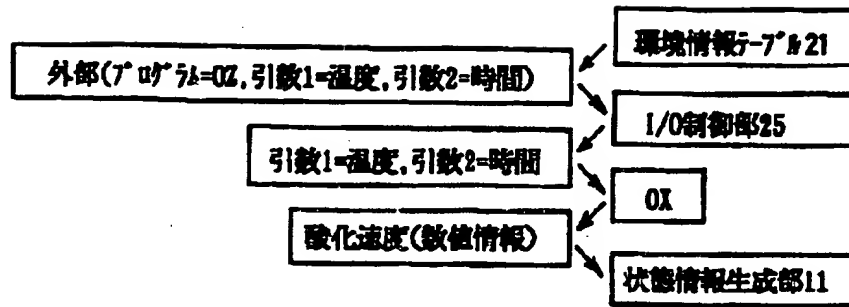 環境情報ﾃｰﾌﾞﾙ21
外部(ﾌﾟﾛｸﾞﾗﾑ=OX,引数1=温度,引数2=時間)
I/O制御部25
引数1=温度,引数2=時間
OX
酸化速度(数値情報)
状態情報生成部11